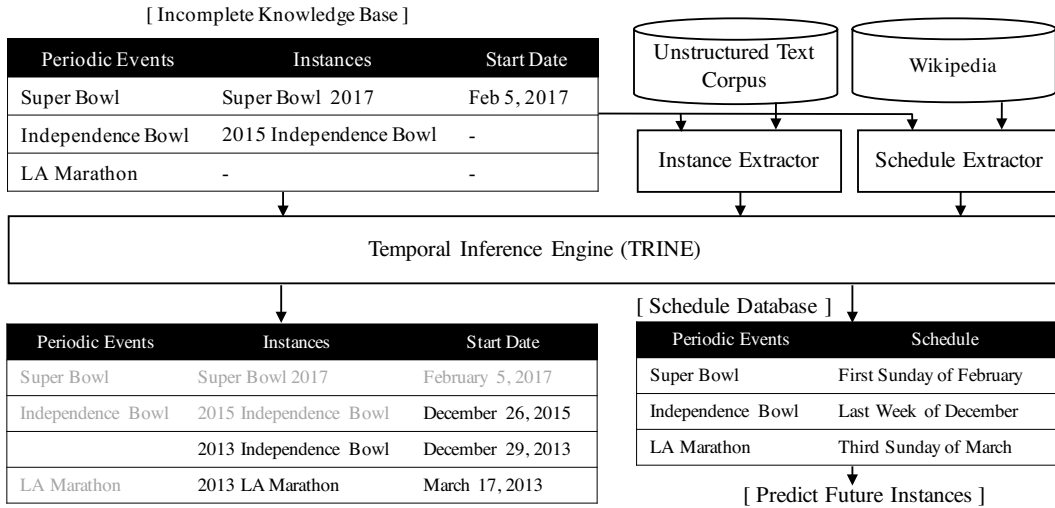 [ Incomplete Knowledge Base ]
Periodic Events Instances Start Date
Super Bowl Super Bowl 2017 Feb 5, 2017
Independence Bowl 2015 Independence Bowl -
LA Marathon - -
Unstructured Text
Corpus
Wikipedia
Instance Extractor
Schedule Extractor
Temporal Inference Engine (TRINE)
Periodic Events Instances Start Date
Super Bowl Super Bowl 2017 February 5, 2017
Independence Bowl 2015 Independence Bowl December 26, 2015
2013 Independence Bowl December 29, 2013
LA Marathon 2013 LA Marathon March 17, 2013
[ Schedule Database ]
Periodic Events Schedule
Super Bowl First Sunday of February
Independence Bowl Last Week of December
LA Marathon Third Sunday of March
[ Predict Future Instances ]